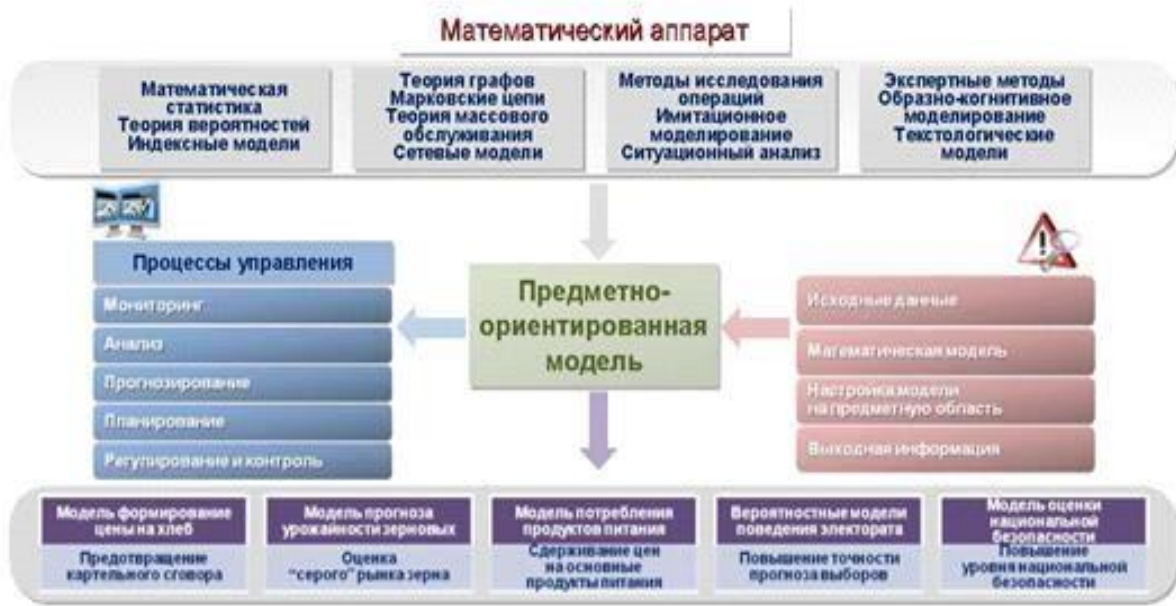 Математический аппарат
Математическая
статистика
Теория вероятностей
Индексные модели
Теория графов
Марковские цепи
Теория массового
обслуживания
Сетевые модели
Методы исследования
операций
Имитационное
моделирование
Ситуационный анализ
Экспертные методы
Образно-когнитивное
моделирование
Текстологические
модели
Процессы управления
Мониторинг
Анализ
Прогнозирование
Планирование
Регулирование и контроль
Предметно-
ориентированная
модель
Исходные данные
Математическая модель
Настройка модели
на предметную область
Выходная информация
Модель формирование
цены на хлеб
Предотвращение
картельного сговора
Модель прогноза
урожайности зерновых
Оценка
"серого" рынка зерна
Модель потребления
продуктов питания
Сдерживание цен
на основные
продукты питания
Вероятностные модели
поведения электората
Повышение точности
прогноза выборов
Модель оценки
национальной
безопасности
Повышение
уровня национальной
безопасности